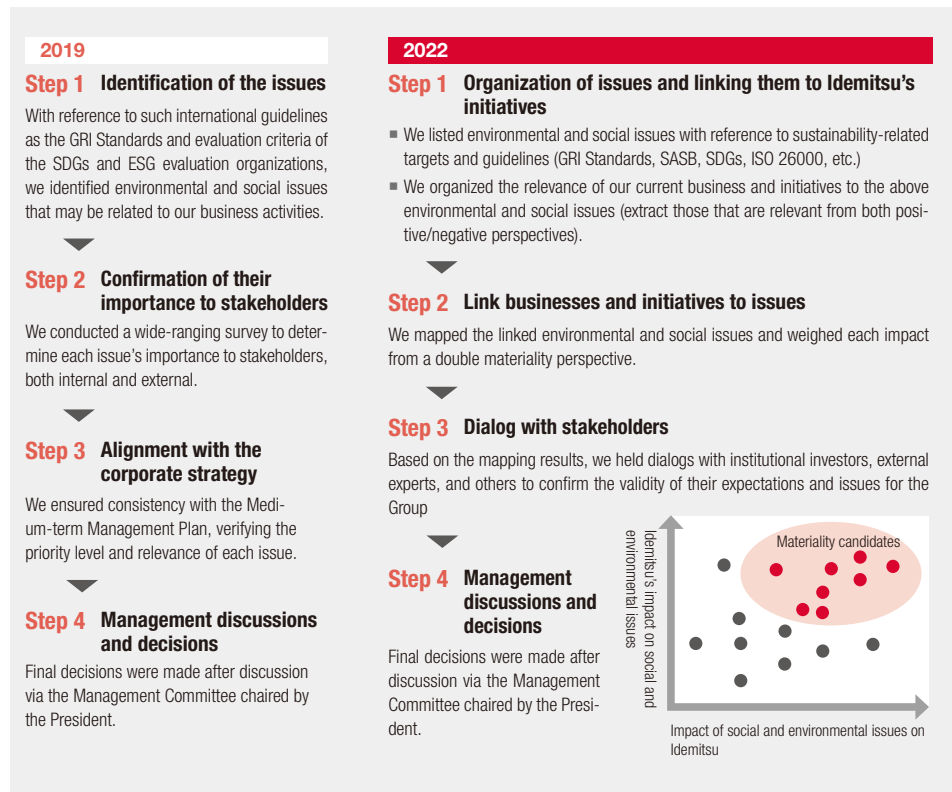 2019
Step 1 Identification of the issues
With reference to such international guidelines
as the GRI Standards and evaluation criteria of
the SDGs and ESG evaluation organizations,
we identified environmental and social issues
that may be related to our business activities.
Step 2 Confirmation of their
importance to stakeholders
We conducted a wide-ranging survey to deter-
mine each issue's importance to stakeholders,
both internal and external.
Step 3 Alignment with the
corporate strategy
We ensured consistency with the Medi-
um-term Management Plan, verifying the
priority level and relevance of each issue.
Step 4 Management discussions
and decisions
Final decisions were made after discussion
via the Management Committee chaired by
the President.
2022
Step 1 Organization of issues and linking them to Idemitsu's
initiatives
■ We listed environmental and social issues with reference to sustainability-related
targets and guidelines (GRI Standards, SASB, SDGs, ISO 26000, etc.)
■ We organized the relevance of our current business and initiatives to the above
environmental and social issues (extract those that are relevant from both posi-
tive/negative perspectives).
Step 2 Link businesses and initiatives to issues
We mapped the linked environmental and social issues and weighed each impact
from a double materiality perspective.
Step 3 Dialog with stakeholders
Based on the mapping results, we held dialogs with institutional investors, external
experts, and others to confirm the validity of their expectations and issues for the
Group
Step 4 Management
discussions and
decisions
Final decisions were made after
discussion via the Management
Committee chaired by the Presi-
dent.
Idemitsu's impact on social and
environmental issues
Materiality candidates
Impact of social and environmental issues on
Idemitsu